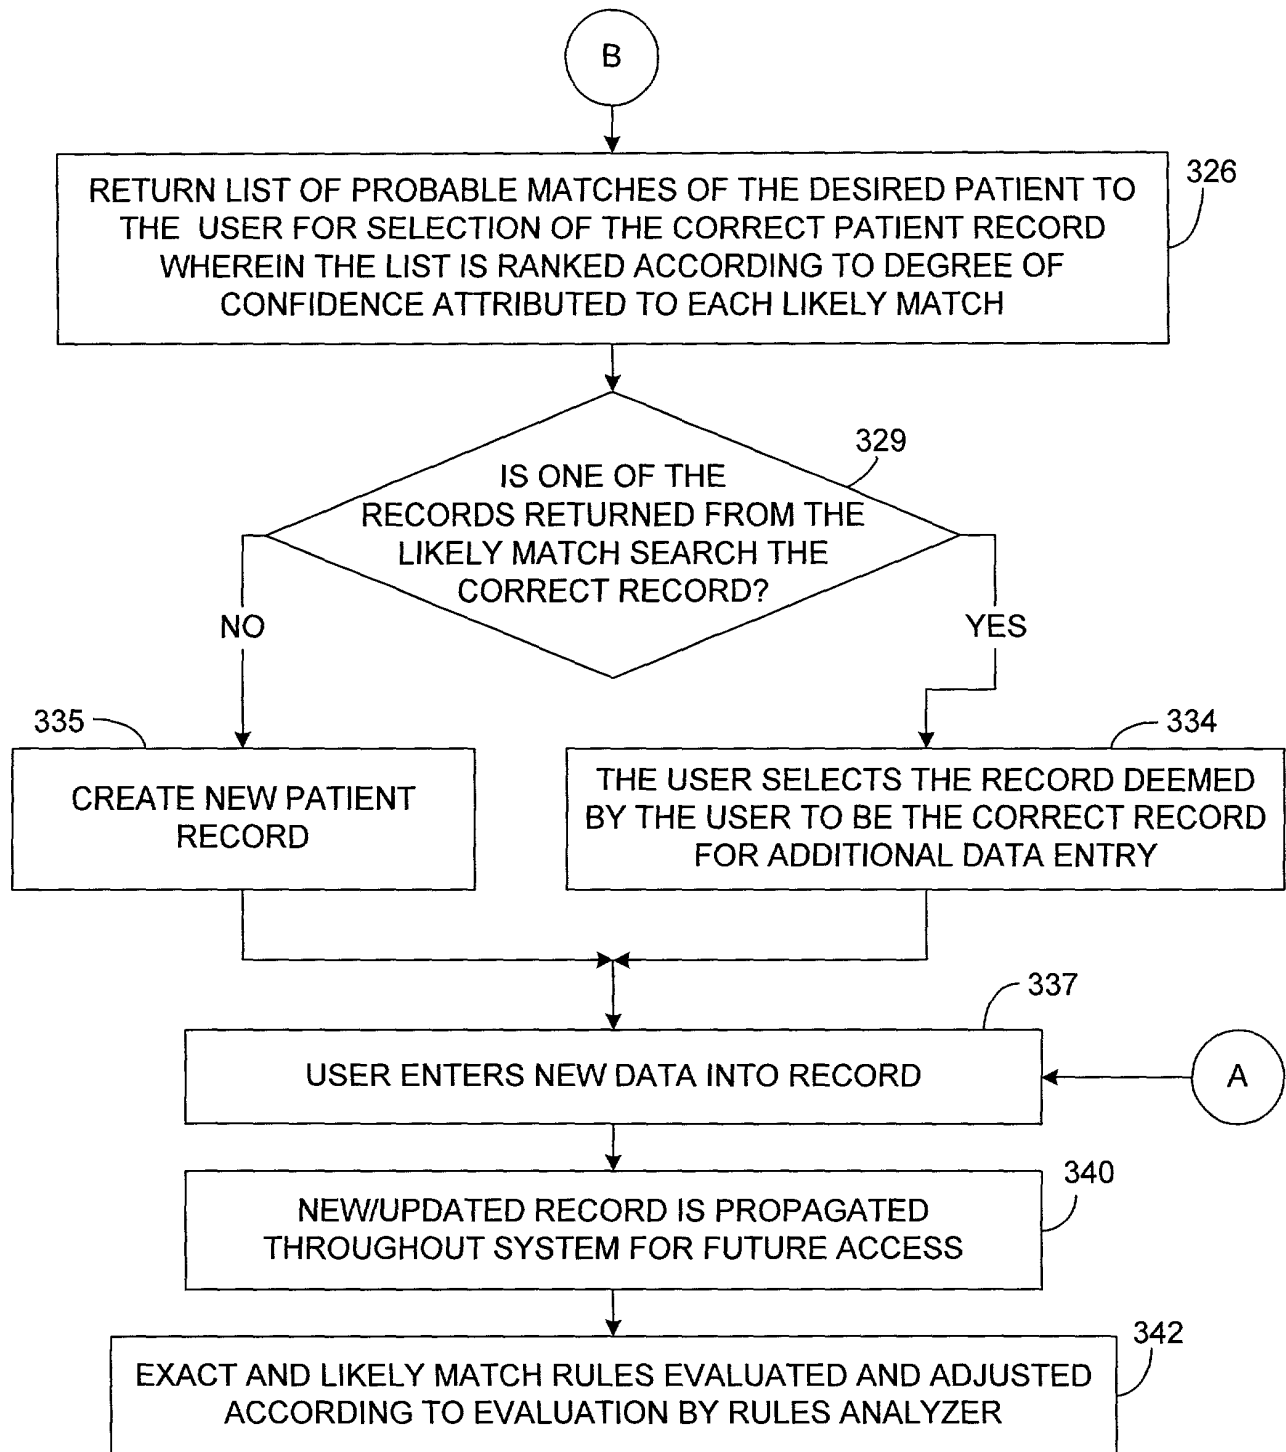 B
RETURN LIST OF PROBABLE MATCHES OF THE DESIRED PATIENT TO
THE USER FOR SELECTION OF THE CORRECT PATIENT RECORD
WHEREIN THE LIST IS RANKED ACCORDING TO DEGREE OF
CONFIDENCE ATTRIBUTED TO EACH LIKELY MATCH
326
329
IS ONE OF THE
RECORDS RETURNED FROM THE
LIKELY MATCH SEARCH THE
CORRECT RECORD?
NO
YES
335
CREATE NEW PATIENT
RECORD
334
THE USER SELECTS THE RECORD DEEMED
BY THE USER TO BE THE CORRECT RECORD
FOR ADDITIONAL DATA ENTRY
337
USER ENTERS NEW DATA INTO RECORD
A
340
NEW/UPDATED RECORD IS PROPAGATED
THROUGHOUT SYSTEM FOR FUTURE ACCESS
342
EXACT AND LIKELY MATCH RULES EVALUATED AND ADJUSTED
ACCORDING TO EVALUATION BY RULES ANALYZER